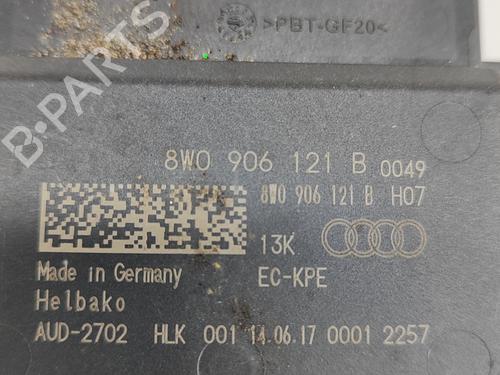 >PBT-GF20<
B-PARTS
8W0 906 121 B 0049
8W0 906 121 B H07
13K
Made in Germany EC-KPE
Helbako
AUD-2702 HLK 001 14.06.17 0001 2257